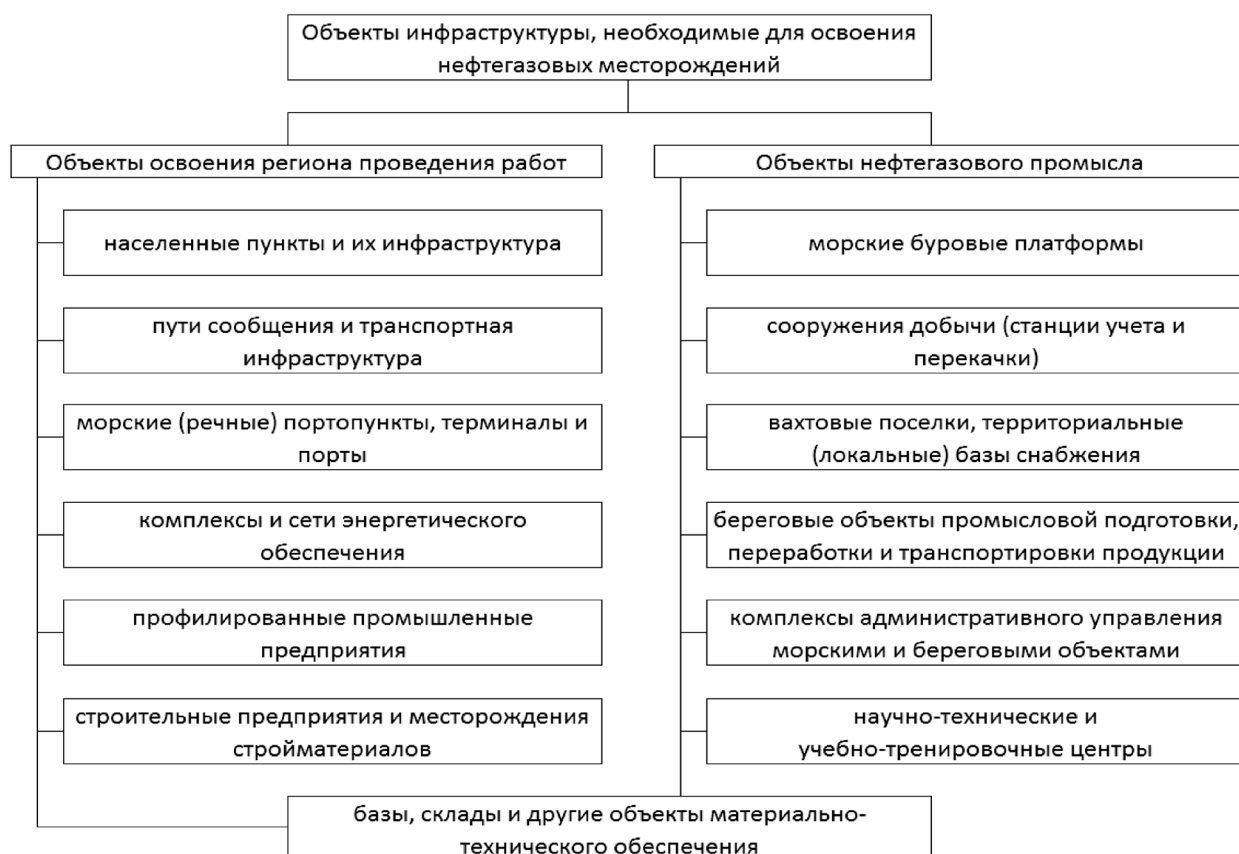 Объекты инфраструктуры, необходимые для освоения
нефтегазовых месторождений
Объекты освоения региона проведения работ
населенные пункты и их инфраструктура
пути сообщения и транспортная
инфраструктура
морские (речные) портопункты, терминалы и
порты
комплексы и сети энергетического
обеспечения
профилированные промышленные
предприятия
строительные предприятия и месторождения
стройматериалов
Объекты нефтегазового промысла
морские буровые платформы
сооружения добычи (станции учета и
перекачки)
вахтовые поселки, территориальные
(локальные) базы снабжения
береговые объекты промысловой подготовки,
переработки и транспортировки продукции
комплексы административного управления
морскими и береговыми объектами
научно-технические и
учебно-тренировочные центры
базы, склады и другие объекты материально-
технического обеспечения